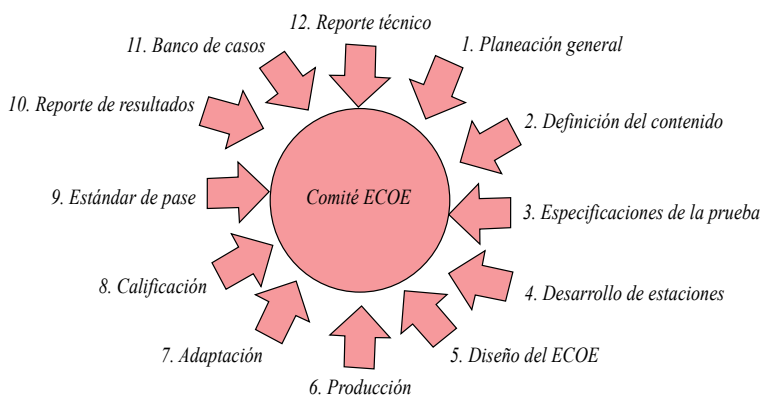 12. Reporte técnico
1. Planeación general
2. Definición del contenido
3. Especificaciones de la prueba
4. Desarrollo de estaciones
5. Diseño del ECOE
6. Producción
7. Adaptación
8. Calificación
9. Estándar de pase
10. Reporte de resultados
11. Banco de casos
Comité ECOE